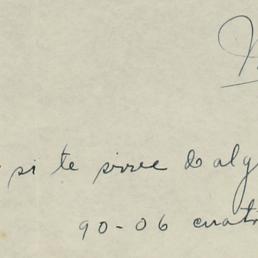 si te sirve de alg
90-06 cuatr